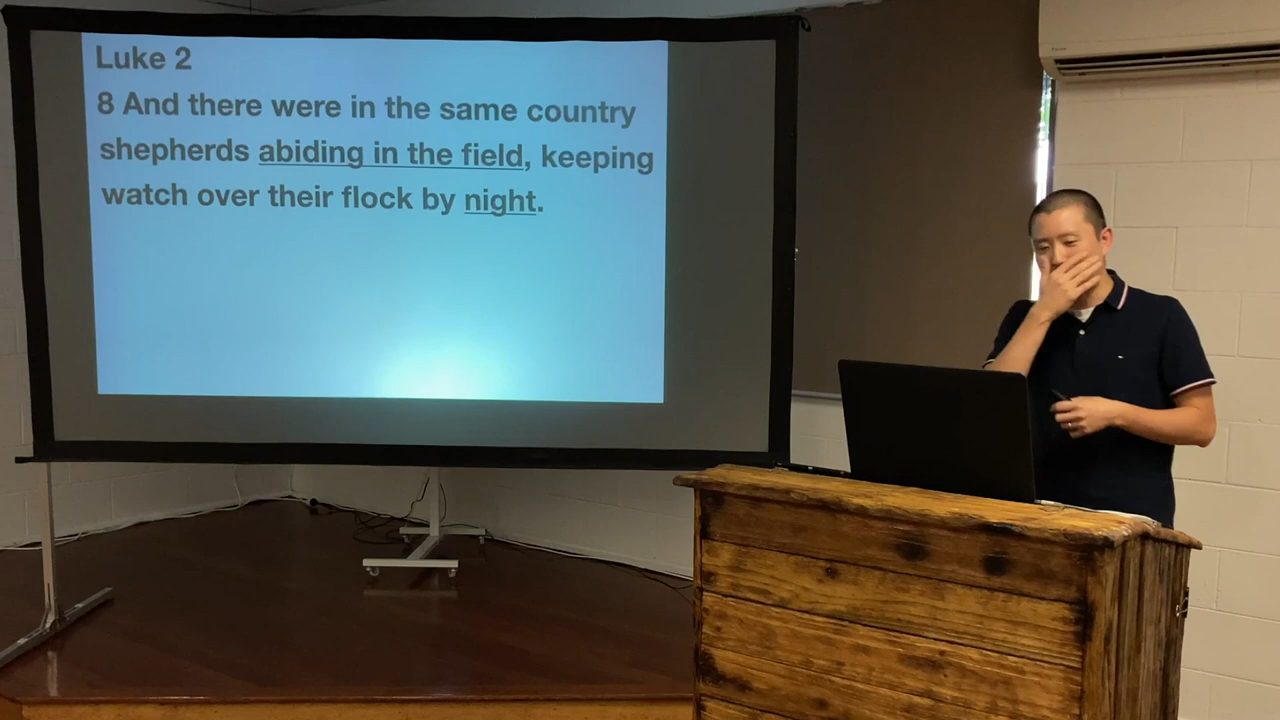 Luke 2
8 And there were in the same country
shepherds abiding in the field, keeping
watch over their flock by night.